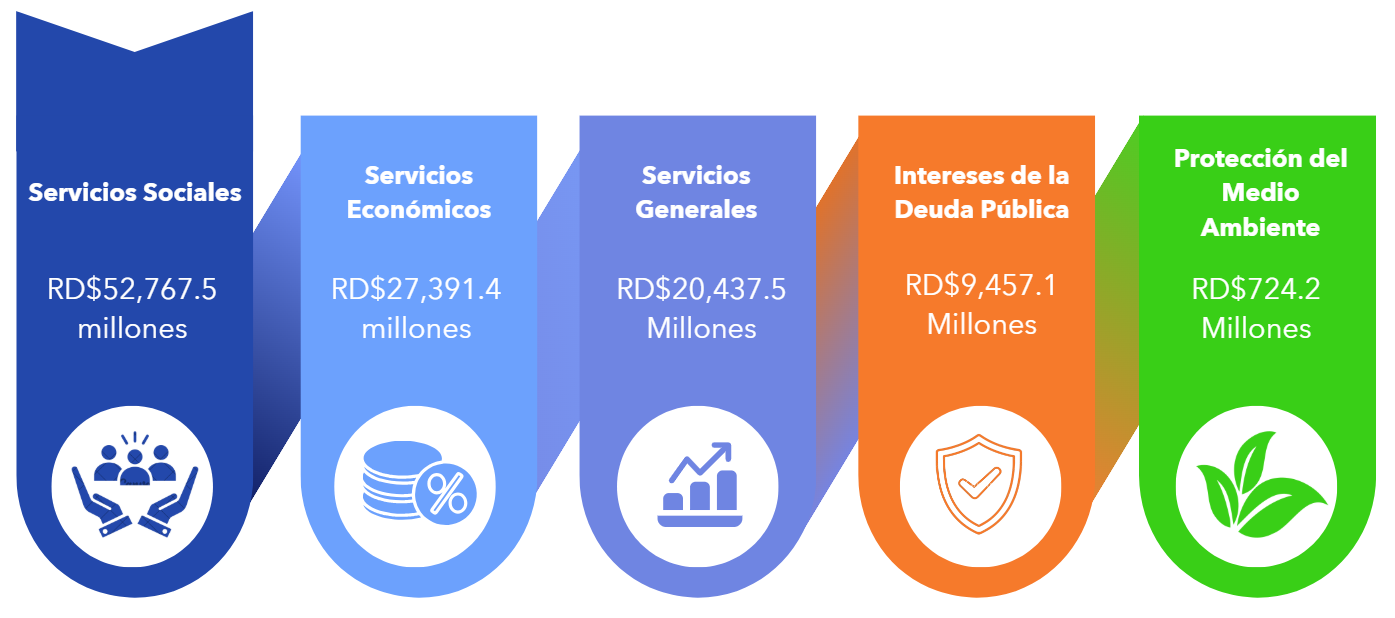 Servicios Sociales
RD$52,767.5
millones
Servicios
Económicos
RD$27,391.4
millones
Servicios
Generales
RD$20,437.5
Millones
Intereses de la
Deuda Pública
RD$9,457.1
Millones
Protección del
Medio
Ambiente
RD$724.2
Millones
%